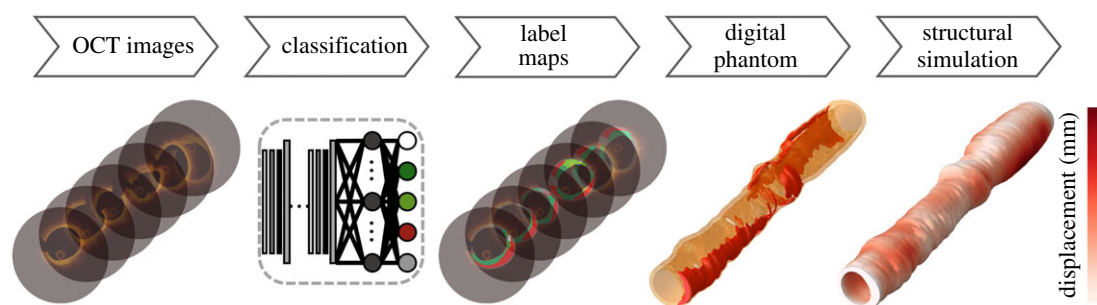 OCT images
classification
label
maps
digital
phantom
structural
simulation
displacement (mm)